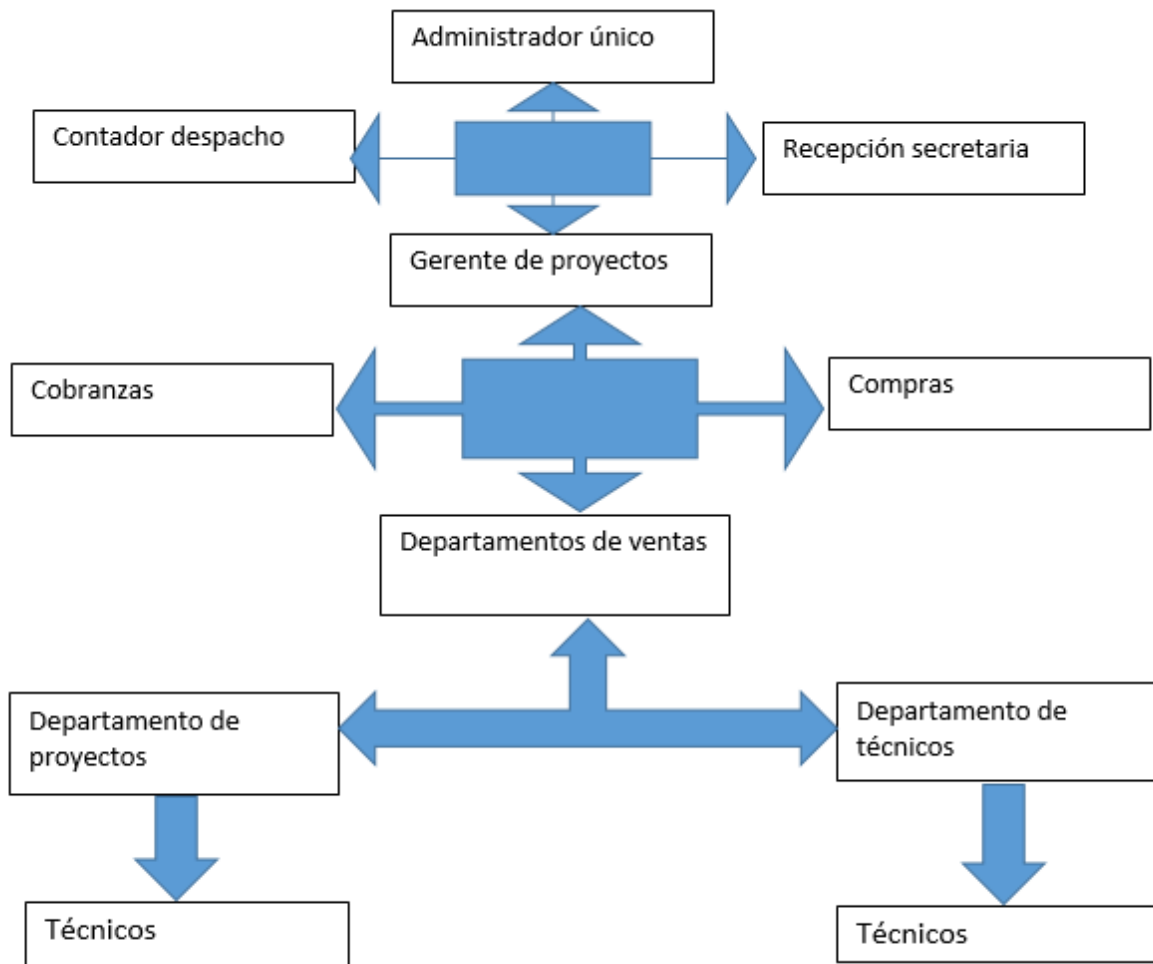 Administrador único
Contador despacho
Recepción secretaria
Gerente de proyectos
Cobranzas
Compras
Departamentos de ventas
Departamento de
proyectos
Departamento de
técnicos
Técnicos
Técnicos